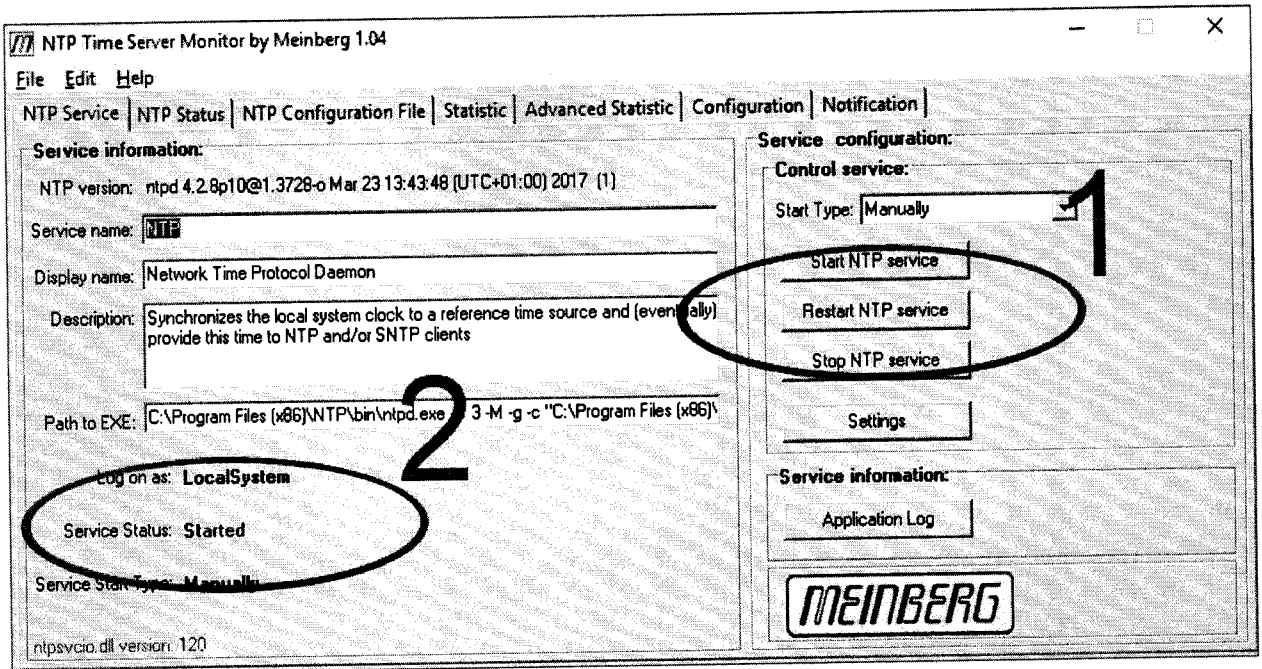 NTP Time Server Monitor by Meinberg 1.04
File Edit Help
NTP Service NTP Status NTP Configuration File Statistic Advanced Statistic Configuration Notification
Service information:
NTP version: ntpd 4.2.8p10@1.3728-o Mar 23 13:43:48 (UTC+01:00) 2017 (1)
Service name: NTP
Display name: Network Time Protocol Daemon
Description: Synchronizes the local system clock to a reference time source and (eventually)
provide this time to NTP and/or SNTP clients
Path to EXE: C:\Program Files (x86)\NTP\bin\ntpd.exe 3 -M -g -c "C:\Program Files (x86)\
2
Log on as: LocalSystem
Service Status: Started
Service Start Type: Manually
ntpsvcio.dll version: 120
Service configuration:
Control service:
Start Type: Manually
1
Start NTP service
Restart NTP service
Stop NTP service
Settings
Service information:
Application Log
MEINBERG